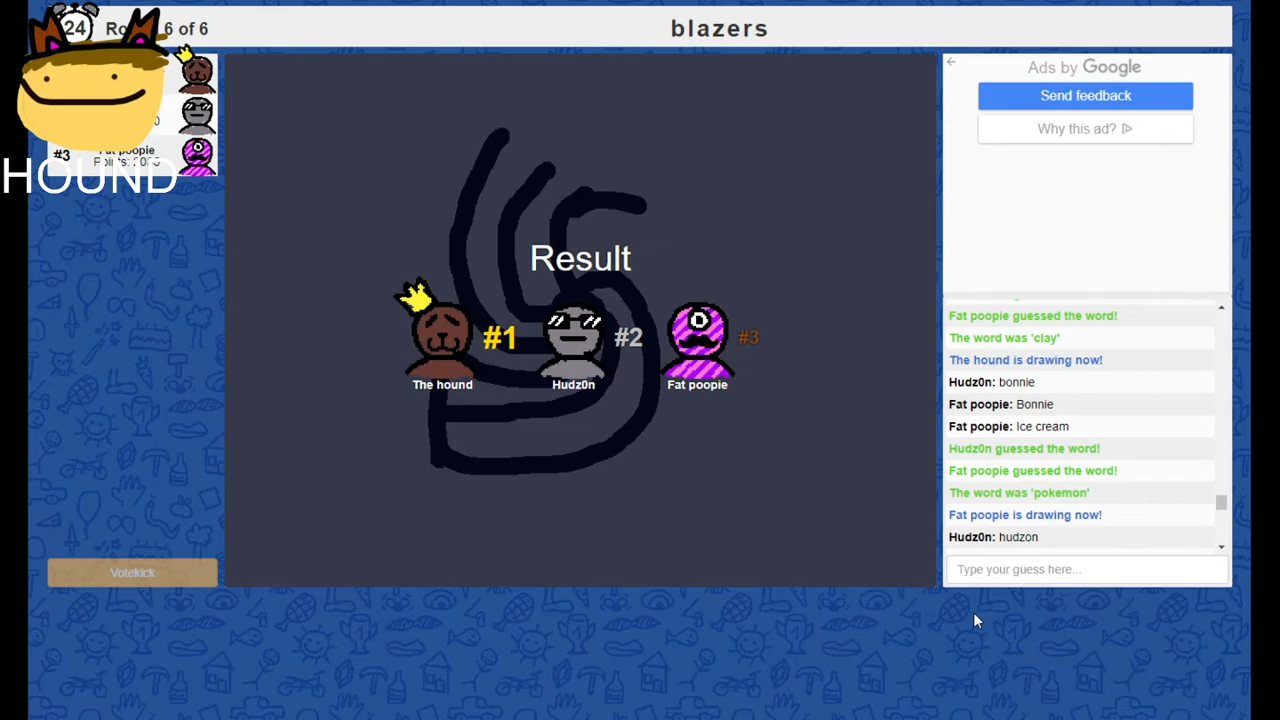 24
6 of 6
blazers
#3
Fat poopie
HOUND
Votekick
Result
#1
#2
#3
The hound
Hudz0n
Fat poopie
Ads by Google
Send feedback
Why this ad?
Fat poopie guessed the word!
The word was 'clay'
The hound is drawing now!
Hudz0n: bonnie
Fat poopie: Bonnie
Fat poopie: Ice cream
Hudz0n guessed the word!
Fat poopie guessed the word!
The word was 'pokemon'
Fat poopie is drawing now!
Hudz0n: hudzon
Type your guess here...